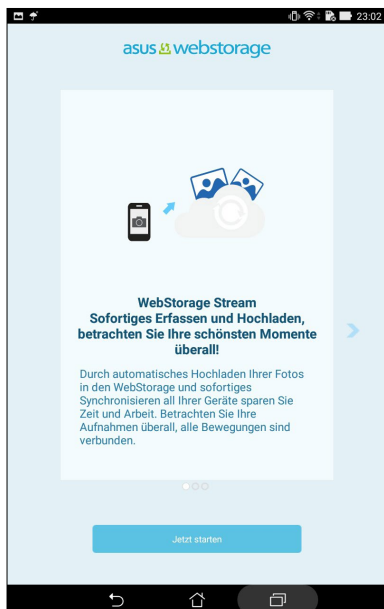 23:02
asus webstorage
WebStorage Stream
Sofortiges Erfassen und Hochladen,
betrachten Sie Ihre schönsten Momente
überall!
Durch automatisches Hochladen Ihrer Fotos
in den WebStorage und sofortiges
Synchronisieren all Ihrer Geräte sparen Sie
Zeit und Arbeit. Betrachten Sie Ihre
Aufnahmen überall, alle Bewegungen sind
verbunden.
Jetzt starten